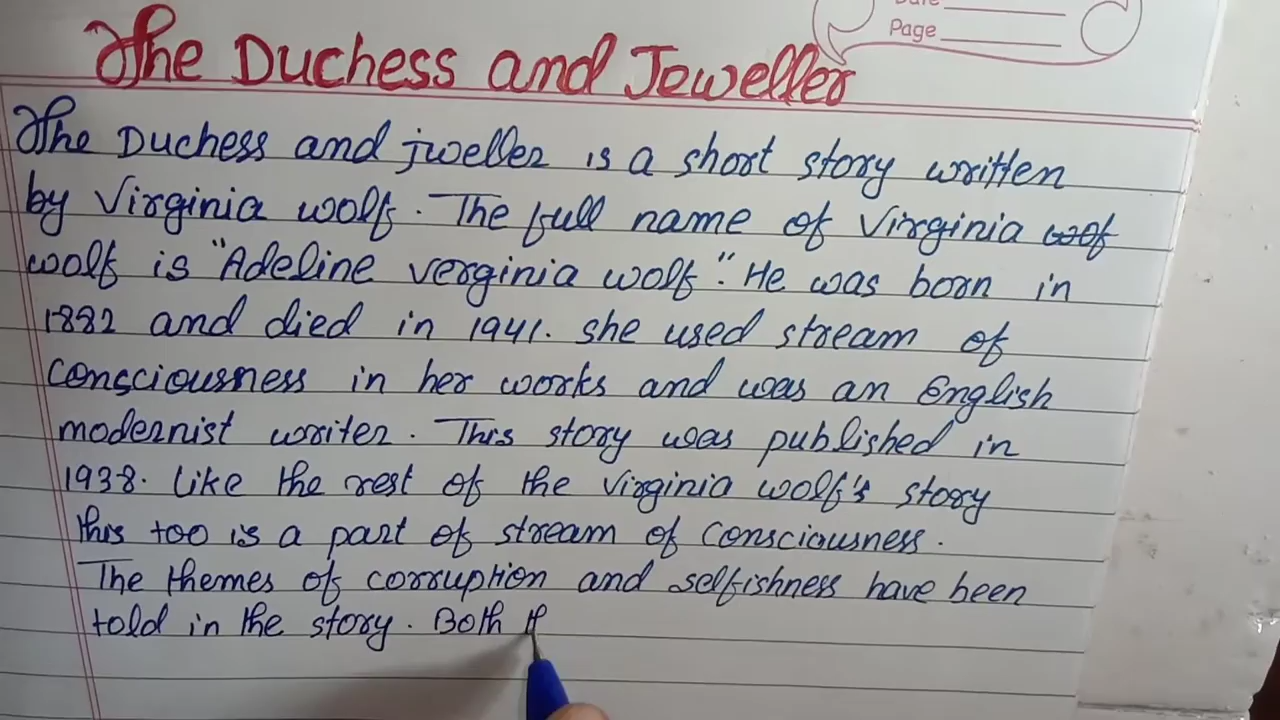 Date
Page
The Duchess and Jeweller
The Duchess and jweller is a short story written
by Virginia wolf. The full name of Virginia wof
woolf is "Adeline verginia wolf". He was born in
1882 and died in 1941. She used stream of
consciousness in her works and was an English
modernist writer. This story was published in
1938. Like the rest of the virginia wolf's story
this too is a part of stream of consciousness.
The themes of corruption and selfishness have been
told in the story. Both